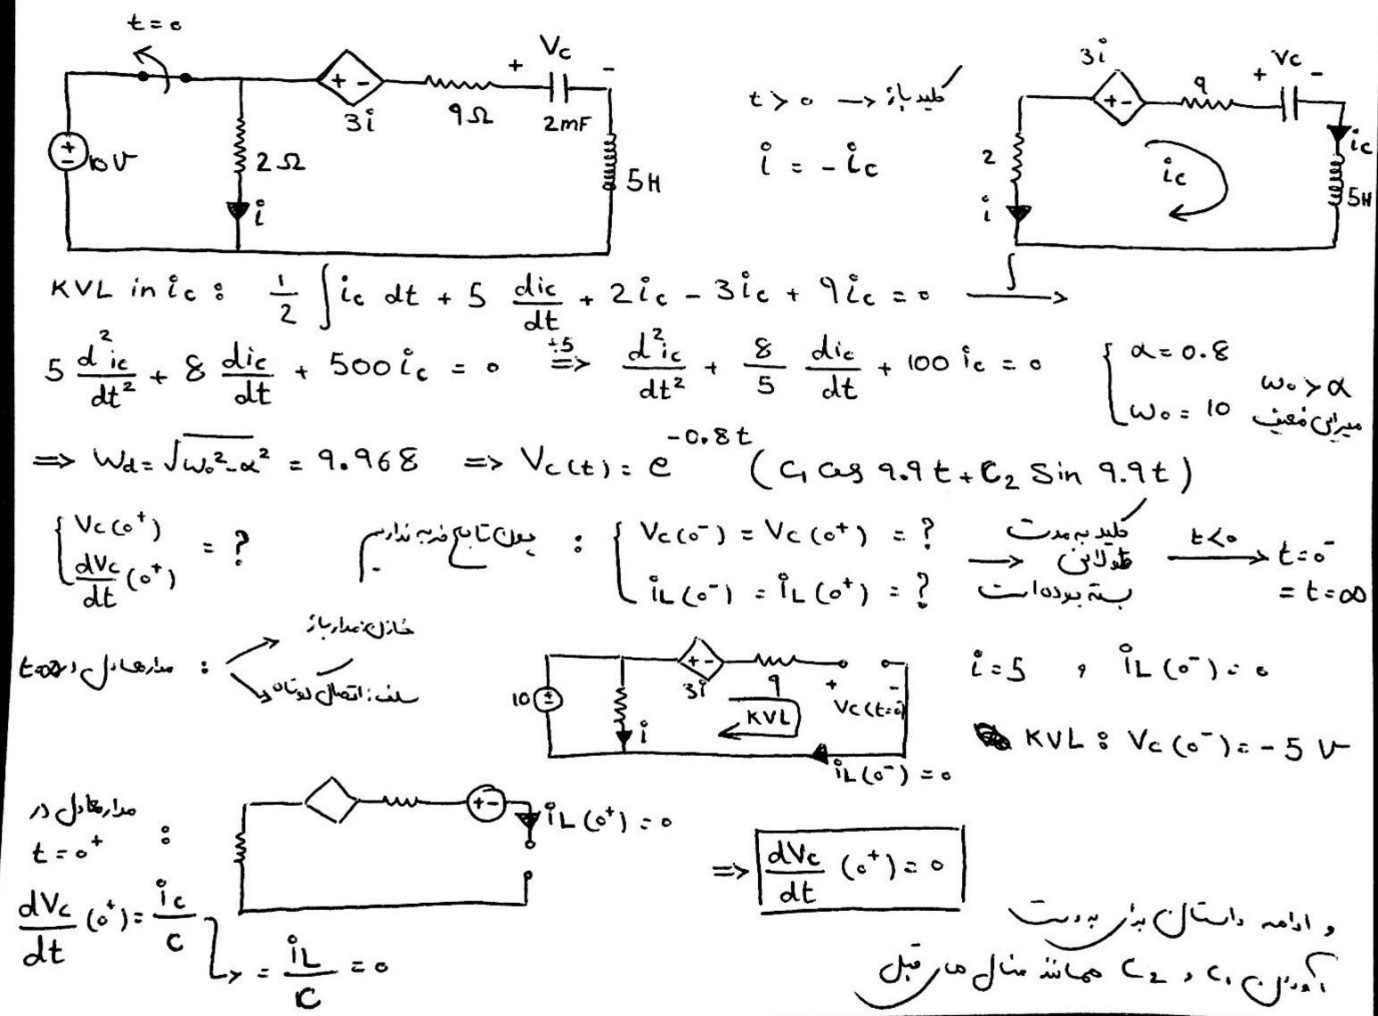 t=0
10v
2Ω
i
+ -
3i
9Ω
+ Vc -
2mF
5H
t>0 → کلید باز
i = -ic
3i
+ -
9
+ Vc -
2
i
ic
ic
5H
KVL in ic : 1/2 ∫ ic dt + 5 dic/dt + 2ic - 3ic + 9ic = 0 ⟶ ∫
5 d²ic/dt² + 8 dic/dt + 500 ic = 0 ÷5 ⇒ d²ic/dt² + 8/5 dic/dt + 100 ic = 0 { α = 0.8
ω0 = 10
ω0 > α
میرایی ضعیف
⇒ Wd = √(ω0² - α²) = 9.968 ⇒ Vc(t) = e^(-0.8t) (C1 Cos 9.9t + C2 Sin 9.9t)
{ Vc(0⁺)
dVc/dt (0⁺) = ?
چون تابع ضربه نداریم : { Vc(0⁻) = Vc(0⁺) = ?
iL(0⁻) = iL(0⁺) = ?
→ کلید به مدت
طولانی
بسته بوده است
t<0 → t=0⁻
= t=∞
مدار معادل در t=∞ :
خازن: مدار باز
سلف: اتصال کوتاه
10
i
+ -
3i
9
KVL
+ Vc(t=0⁻) -
iL(0⁻) = 0
i=5 , iL(0⁻) = 0
KVL : Vc(0⁻) = -5 V
مدار معادل در
t=0⁺ :
+-
iL(0⁺) = 0
⇒ dVc/dt (0⁺) = 0
dVc/dt (0⁺) = ic/C
↳ = iL/C = 0
و ادامه داستان برای به دست
آوردن C1 و C2 همانند مثال های قبل